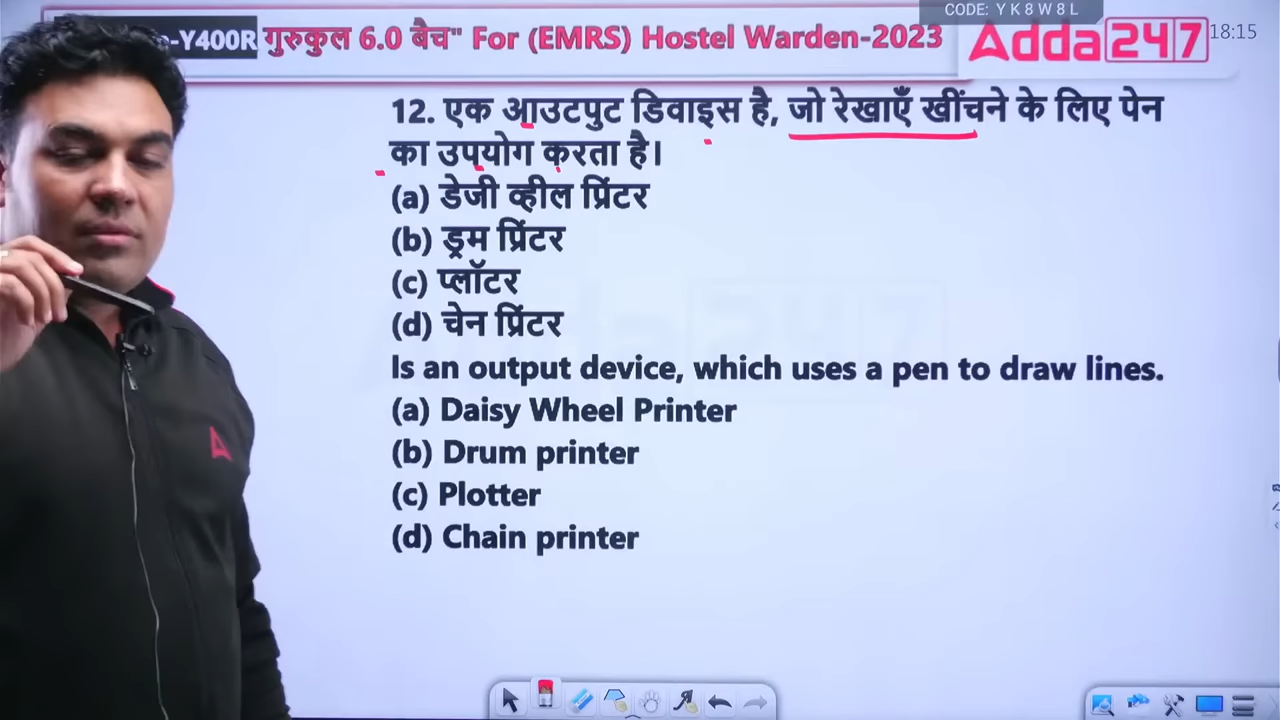 CODE: YK8W8L
-Y400R गुरुकुल 6.0 बैच" For (EMRS) Hostel Warden-2023
Adda247
18:15
12. एक आउटपुट डिवाइस है, जो रेखाएँ खींचने के लिए पेन
का उपयोग करता है।
(a) डेजी व्हील प्रिंटर
(b) ड्रम प्रिंटर
(c) प्लॉटर
(d) चेन प्रिंटर
Is an output device, which uses a pen to draw lines.
(a) Daisy Wheel Printer
(b) Drum printer
(c) Plotter
(d) Chain printer